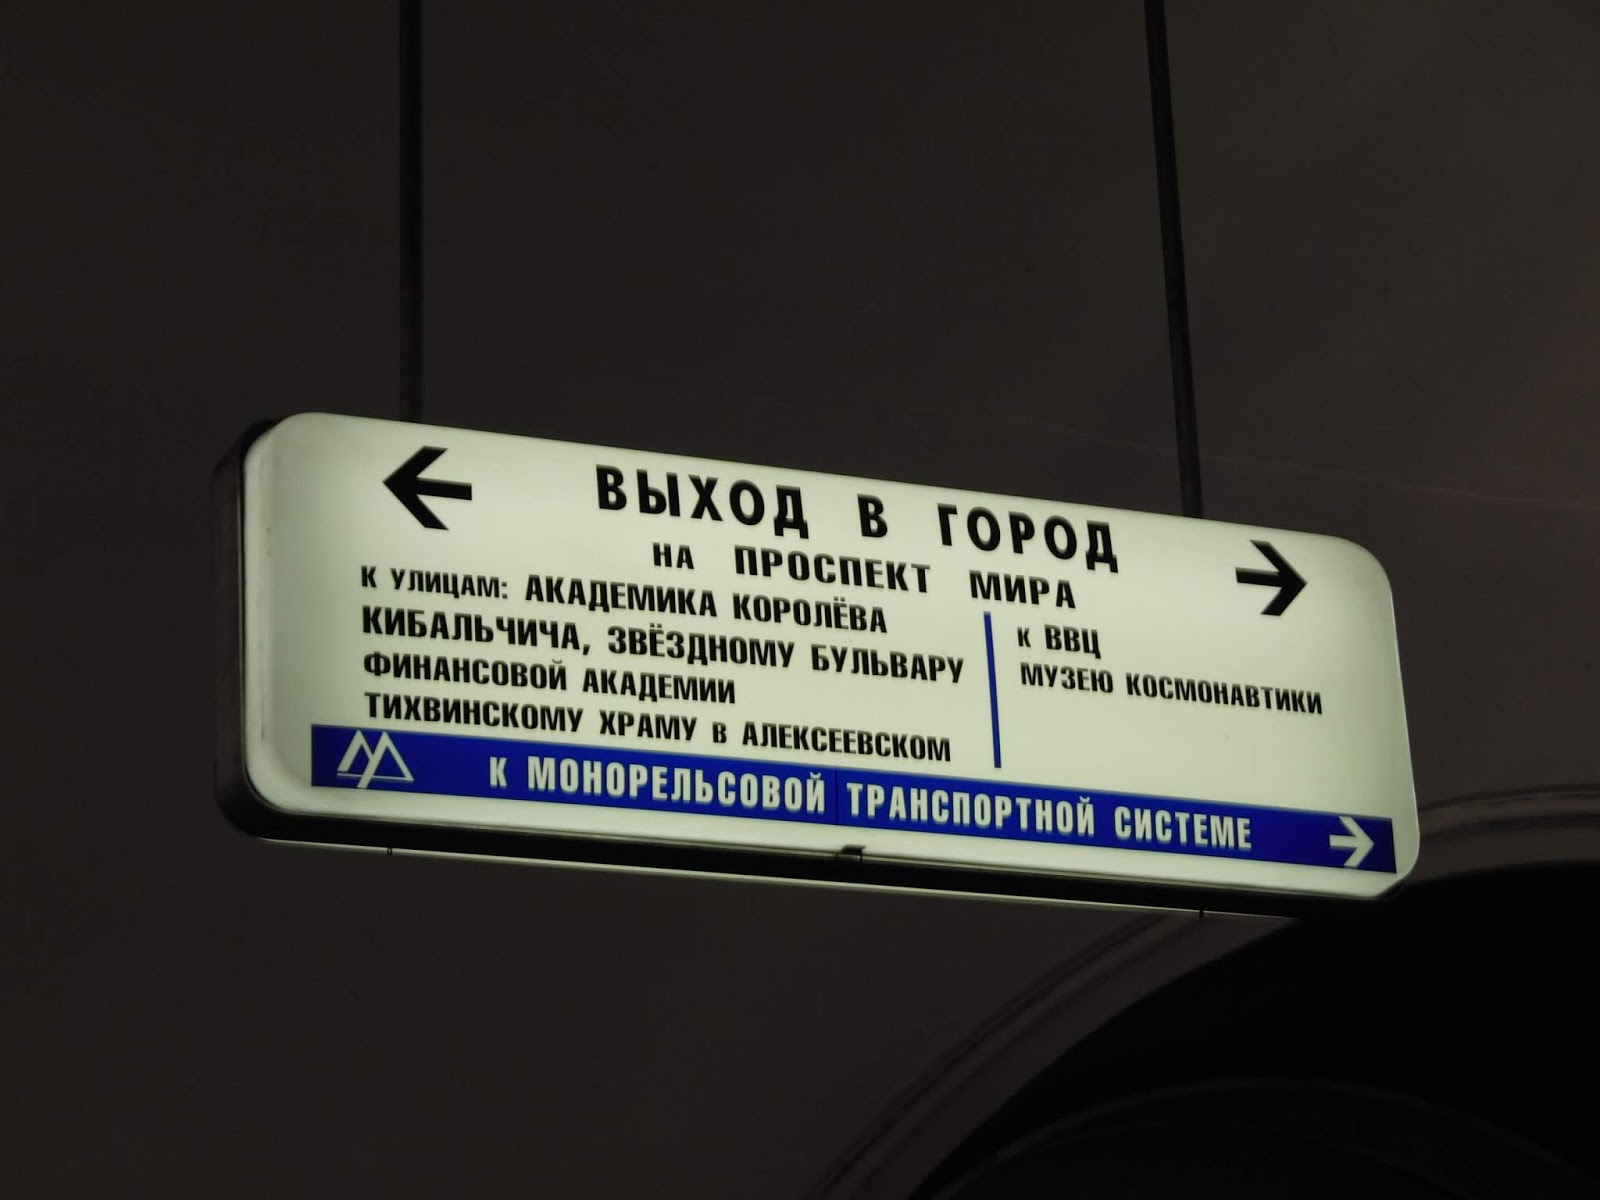 ВЫХОД В ГОРОД
НА ПРОСПЕКТ МИРА
К УЛИЦАМ: АКАДЕМИКА КОРОЛЁВА
КИБАЛЬЧИЧА, ЗВЁЗДНОМУ БУЛЬВАРУ
ФИНАНСОВОЙ АКАДЕМИИ
ТИХВИНСКОМУ ХРАМУ В АЛЕКСЕЕВСКОМ
К ВВЦ
МУЗЕЮ КОСМОНАВТИКИ
К МОНОРЕЛЬСОВОЙ ТРАНСПОРТНОЙ СИСТЕМЕ